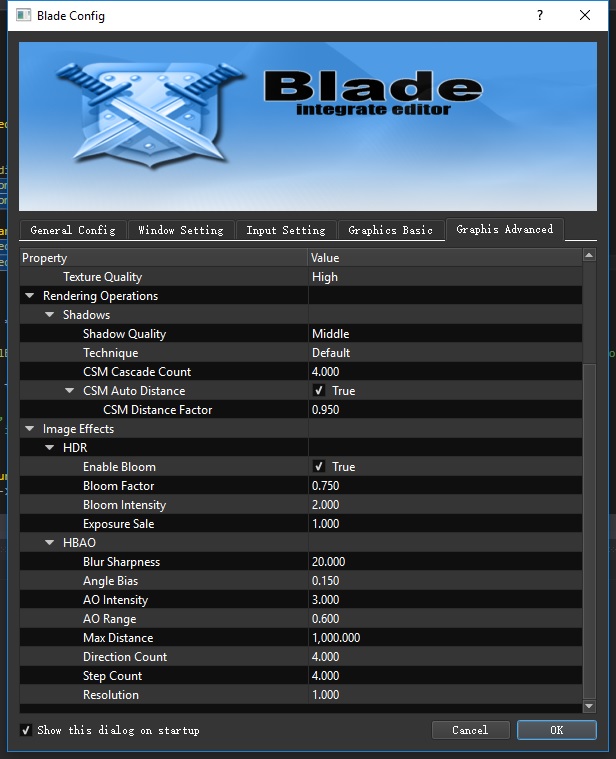 Blade Config
?
Blade
integrate editor
General Config Window Setting Input Setting Graphics Basic Graphis Advanced
Property Value
Texture Quality High
Rendering Operations
Shadows
Shadow Quality Middle
Technique Default
CSM Cascade Count 4.000
CSM Auto Distance True
CSM Distance Factor 0.950
Image Effects
HDR
Enable Bloom True
Bloom Factor 0.750
Bloom Intensity 2.000
Exposure Sale 1.000
HBAO
Blur Sharpness 20.000
Angle Bias 0.150
AO Intensity 3.000
AO Range 0.600
Max Distance 1,000.000
Direction Count 4.000
Step Count 4.000
Resolution 1.000
Show this dialog on startup Cancel OK